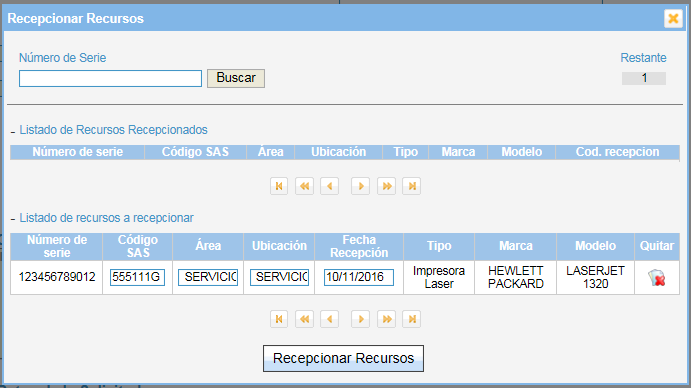 Recepcionar Recursos
Número de Serie
Restante
Buscar
1
Listado de Recursos Recepcionados
Número de serie Código SAS Área Ubicación Tipo Marca Modelo Cod. recepcion
Listado de recursos a recepcionar
Número de serie Código SAS Área Ubicación Fecha Recepción Tipo Marca Modelo Quitar
123456789012 555111G SERVICIO SERVICIO 10/11/2016 Impresora Laser HEWLETT PACKARD LASERJET 1320
Recepcionar Recursos